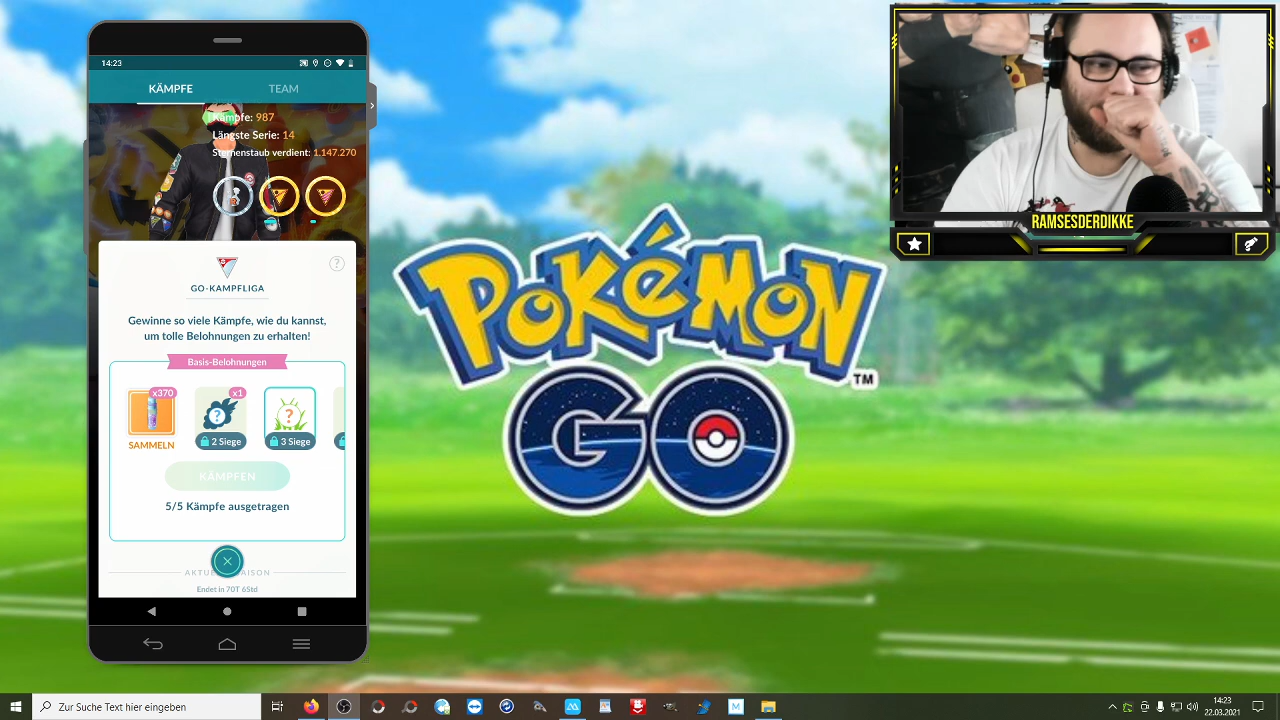 14:23
KÄMPFE
TEAM
Kämpfe: 987
Längste Serie: 14
Sternenstaub verdient: 1.147.270
GO-KAMPFLIGA
?
Gewinne so viele Kämpfe, wie du kannst,
um tolle Belohnungen zu erhalten!
Basis-Belohnungen
x370
x1
?
?
SAMMELN
2 Siege
3 Siege
KÄMPFEN
5/5 Kämpfe ausgetragen
Endet in 70T 6Std
POKÉMON
TM
GO
RAMSESDERDIKKE
Zur Suche Text hier eingeben
14:23
22.03.2021